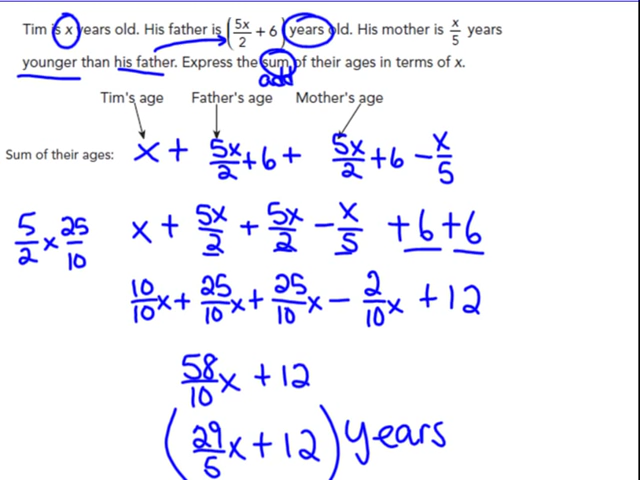 Tim is x years old. His father is (5x/2 + 6) years old. His mother is x/5 years
younger than his father. Express the sum of their ages in terms of x.
add
Tim's age Father's age Mother's age
Sum of their ages: x + 5x/2 + 6 + 5x/2 + 6 - x/5
5/2 x 25/10 x + 5x/2 + 5x/2 - x/5 + 6 + 6
10/10 x + 25/10 x + 25/10 x - 2/10 x + 12
58/10 x + 12
(29/5 x + 12) years